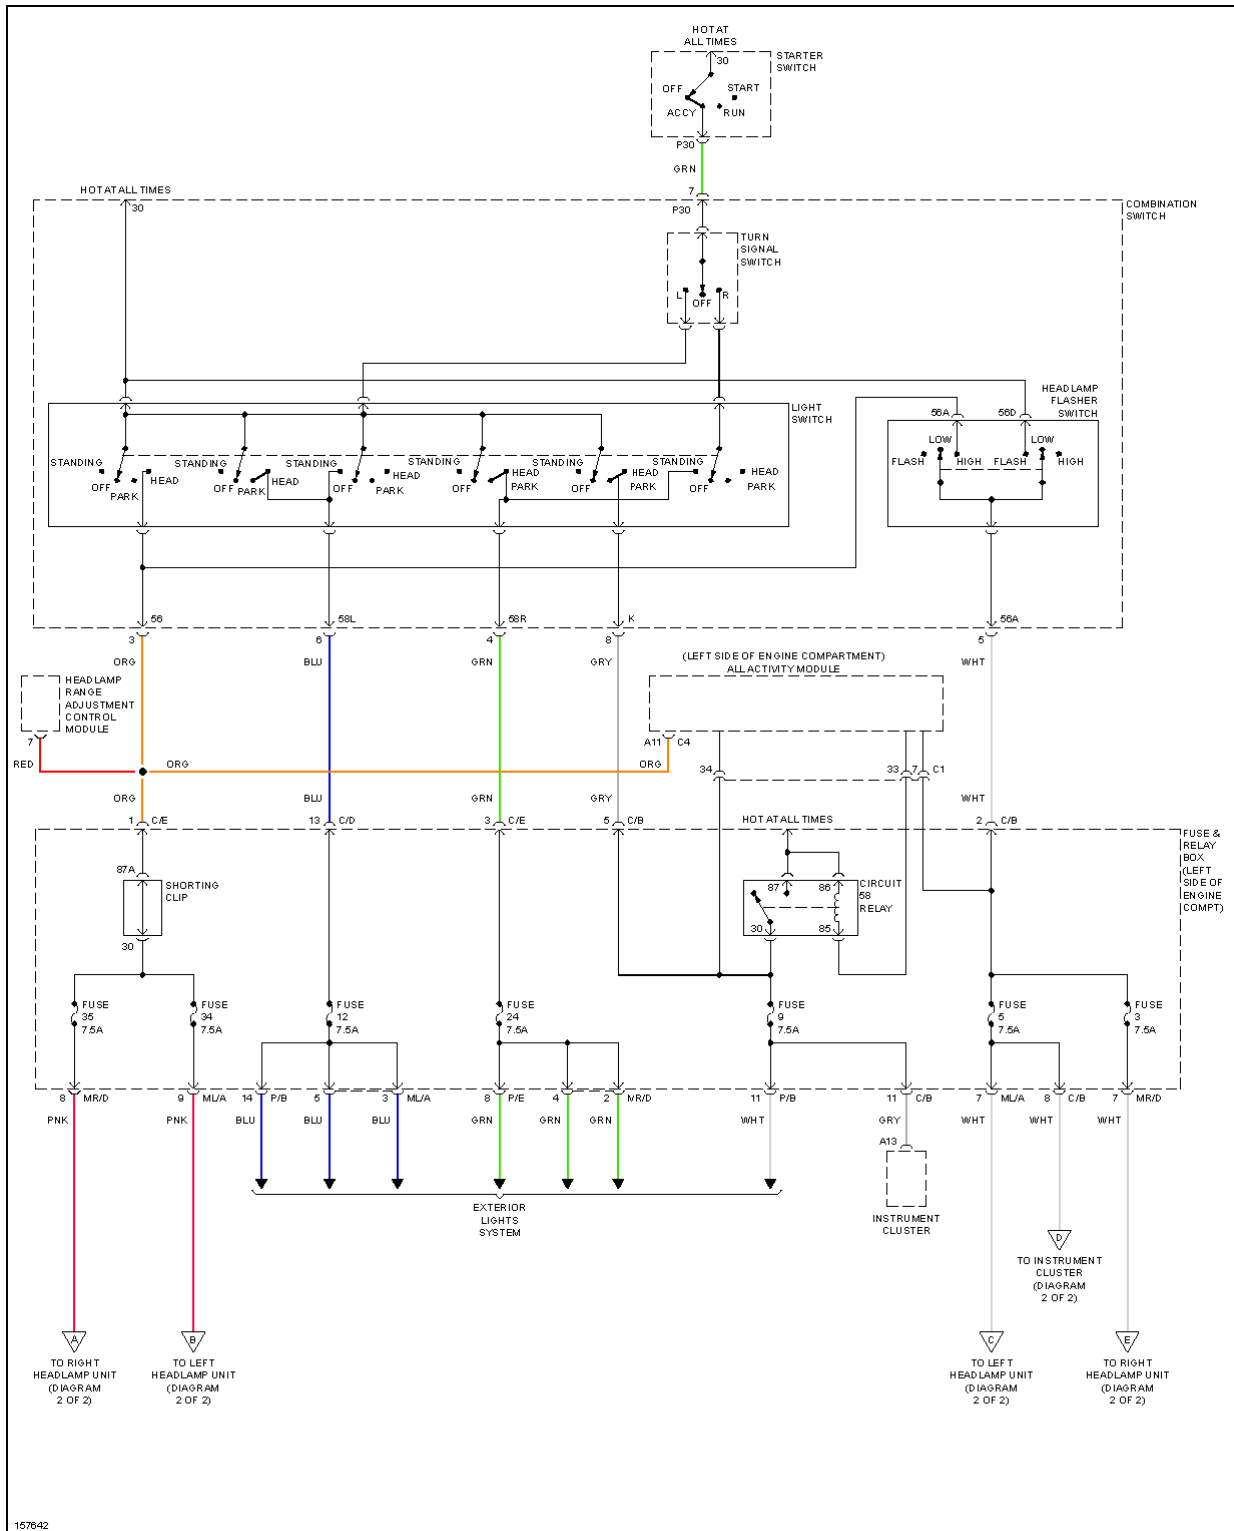 HOT AT
ALL TIMES
30
STARTER
SWITCH
OFF
START
ACCY
RUN
P30
GRN
7
HOT AT ALL TIMES
30
P30
COMBINATION
SWITCH
TURN
SIGNAL
SWITCH
L
OFF
R
LIGHT
SWITCH
HEADLAMP
FLASHER
SWITCH
56A
56D
LOW
LOW
FLASH
HIGH
FLASH
HIGH
STANDING
OFF
PARK
HEAD
STANDING
OFF
PARK
HEAD
STANDING
OFF
PARK
HEAD
STANDING
OFF
PARK
HEAD
STANDING
OFF
PARK
HEAD
STANDING
OFF
PARK
HEAD
56
58L
58R
K
56A
3
6
4
8
5
ORG
BLU
GRN
GRY
WHT
(LEFT SIDE OF ENGINE COMPARTMENT)
ALL ACTIVITY MODULE
HEADLAMP
RANGE
ADJUSTMENT
CONTROL
MODULE
7
RED
ORG
A11
C4
ORG
34
33
7
C1
ORG
BLU
GRN
GRY
WHT
1
C/E
13
C/D
3
C/E
5
C/B
HOT AT ALL TIMES
2
C/B
FUSE &
RELAY
BOX
(LEFT
SIDE OF
ENGINE
COMPT)
87A
SHORTING
CLIP
30
87
86
30
85
CIRCUIT
58
RELAY
FUSE
35
7.5A
FUSE
34
7.5A
FUSE
12
7.5A
FUSE
24
7.5A
FUSE
9
7.5A
FUSE
5
7.5A
FUSE
3
7.5A
8
MR/D
9
ML/A
14
P/B
5
3
ML/A
8
P/E
4
2
MR/D
11
P/B
11
C/B
7
ML/A
8
C/B
7
MR/D
PNK
PNK
BLU
BLU
BLU
GRN
GRN
GRN
WHT
GRY
WHT
WHT
WHT
A13
INSTRUMENT
CLUSTER
EXTERIOR
LIGHTS
SYSTEM
D
TO INSTRUMENT
CLUSTER
(DIAGRAM
2 OF 2)
A
TO RIGHT
HEADLAMP UNIT
(DIAGRAM
2 OF 2)
B
TO LEFT
HEADLAMP UNIT
(DIAGRAM
2 OF 2)
C
TO LEFT
HEADLAMP UNIT
(DIAGRAM
2 OF 2)
E
TO RIGHT
HEADLAMP UNIT
(DIAGRAM
2 OF 2)
157642